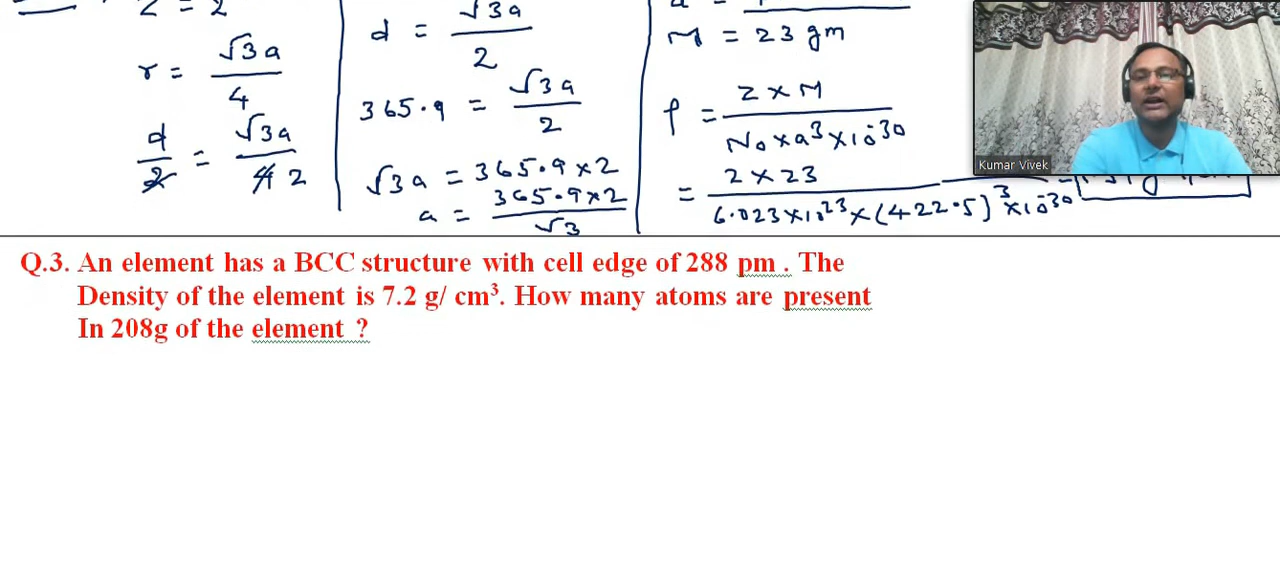 Z = 2
r = √3a / 4
d / 2 = √3a / 4 2
d = √3a / 2
365.9 = √3a / 2
√3a = 365.9 × 2
a = 365.9 × 2 / √3
M = 23 gm
ρ = Z × M / N₀ × a³ × 10⁻³⁰
= 2 × 23 / 6.023 × 10²³ × (422.5)³ × 10⁻³⁰
Kumar Vivek
Q.3. An element has a BCC structure with cell edge of 288 pm . The
Density of the element is 7.2 g/ cm³. How many atoms are present
In 208g of the element ?